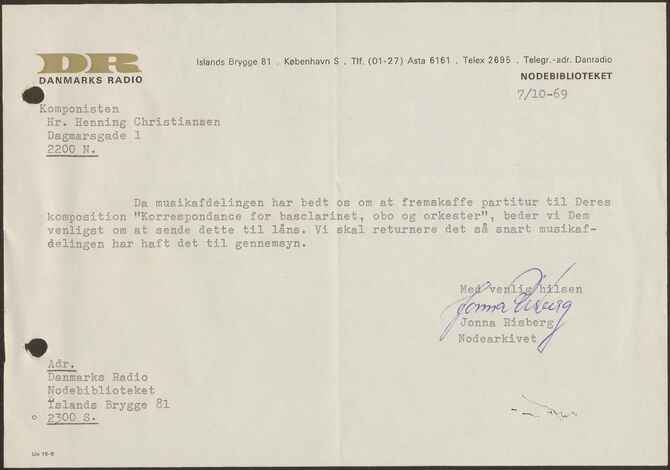 DR
DANMARKS RADIO
Islands Brygge 81 . København S . Tlf. (01-27) Asta 6161 . Telex 2695 . Telegr.-adr. Danradio
NODEBIBLIOTEKET
7/10-69
Komponisten
Hr. Henning Christiansen
Dagmarsgade 1
2200 N.
Da musikafdelingen har bedt os om at fremskaffe partitur til Deres
komposition "Korrespondance for basclarinet, obo og orkester", beder vi Dem
venligst om at sende dette til låns. Vi skal returnere det så snart musikaf-
delingen har haft det til gennemsyn.
Med venlig hilsen
Jonna Risberg
Jonna Risberg
Nodearkivet
Adr.
Danmarks Radio
Nodebiblioteket
Islands Brygge 81
2300 S.